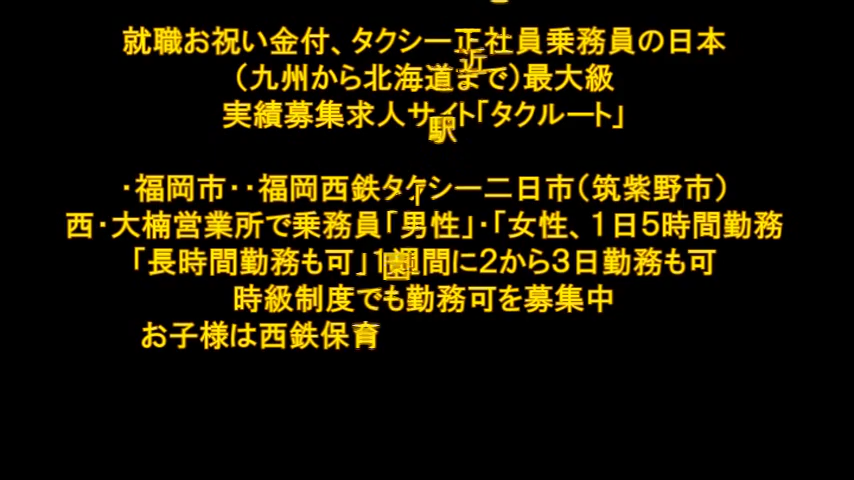 就職お祝い金付、タクシー正社員乗務員の日本
（九州から北海道まで）最大級
実績募集求人サイト「タクルート」
・福岡市・・福岡西鉄タクシー二日市（筑紫野市）
西・大楠営業所で乗務員「男性」・「女性、１日５時間勤務
「長時間勤務も可」１週間に２から３日勤務も可
時級制度でも勤務可を募集中
お子様は西鉄保育
園
駅
近